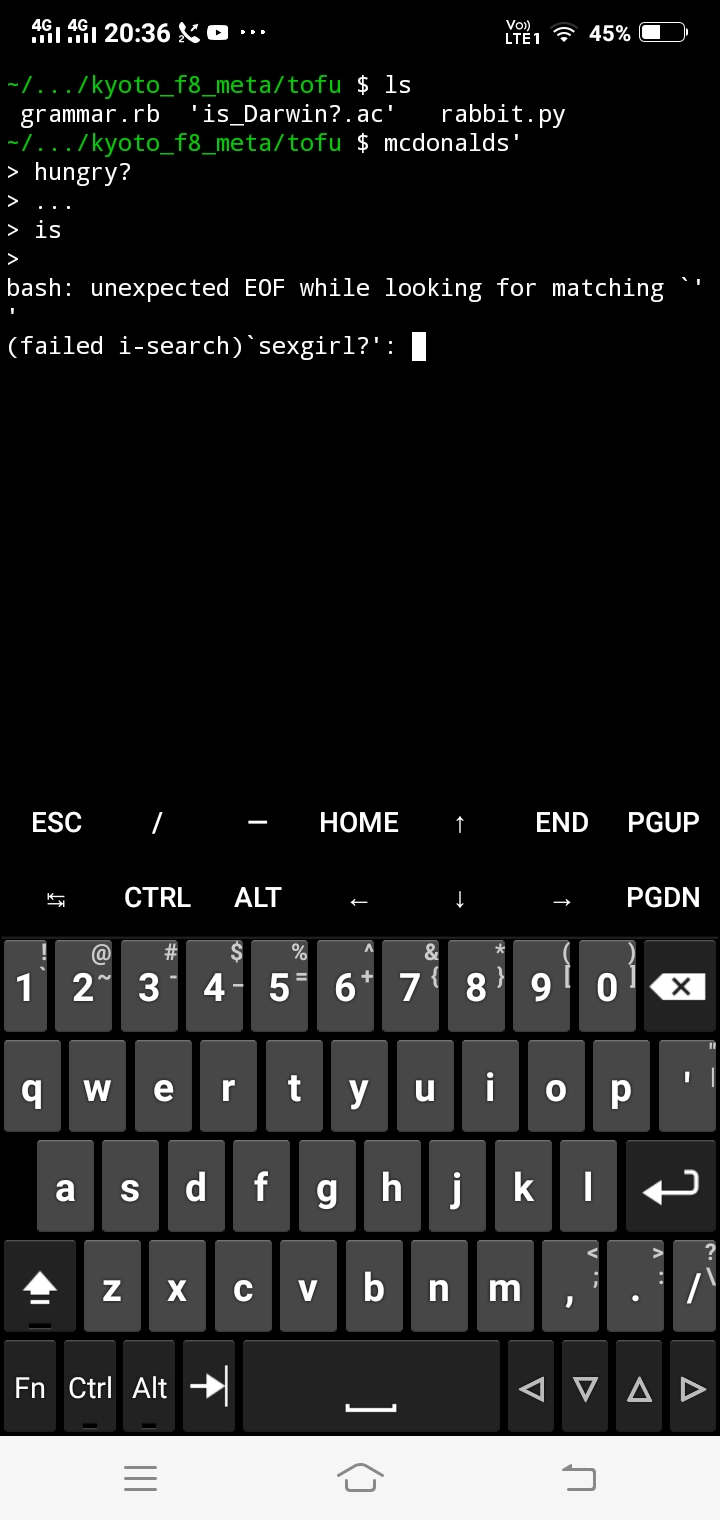 4G 4G 20:36 2 ... Vo)) LTE1 45%
~/.../kyoto_f8_meta/tofu $ ls
grammar.rb 'is_Darwin?.ac' rabbit.py
~/.../kyoto_f8_meta/tofu $ mcdonalds'
> hungry?
> ...
> is
>
bash: unexpected EOF while looking for matching `'
'
(failed i-search)`sexgirl?':
ESC / — HOME ↑ END PGUP
↹ CTRL ALT ← ↓ → PGDN
! @ # $ % ^ & * ( )
1 ` 2 ~ 3 - 4 _ 5 = 6 + 7 { 8 } 9 [ 0 ]
q w e r t y u i o p ' " |
a s d f g h j k l
z x c v b n m , < ; . > : / ? \
Fn Ctrl Alt